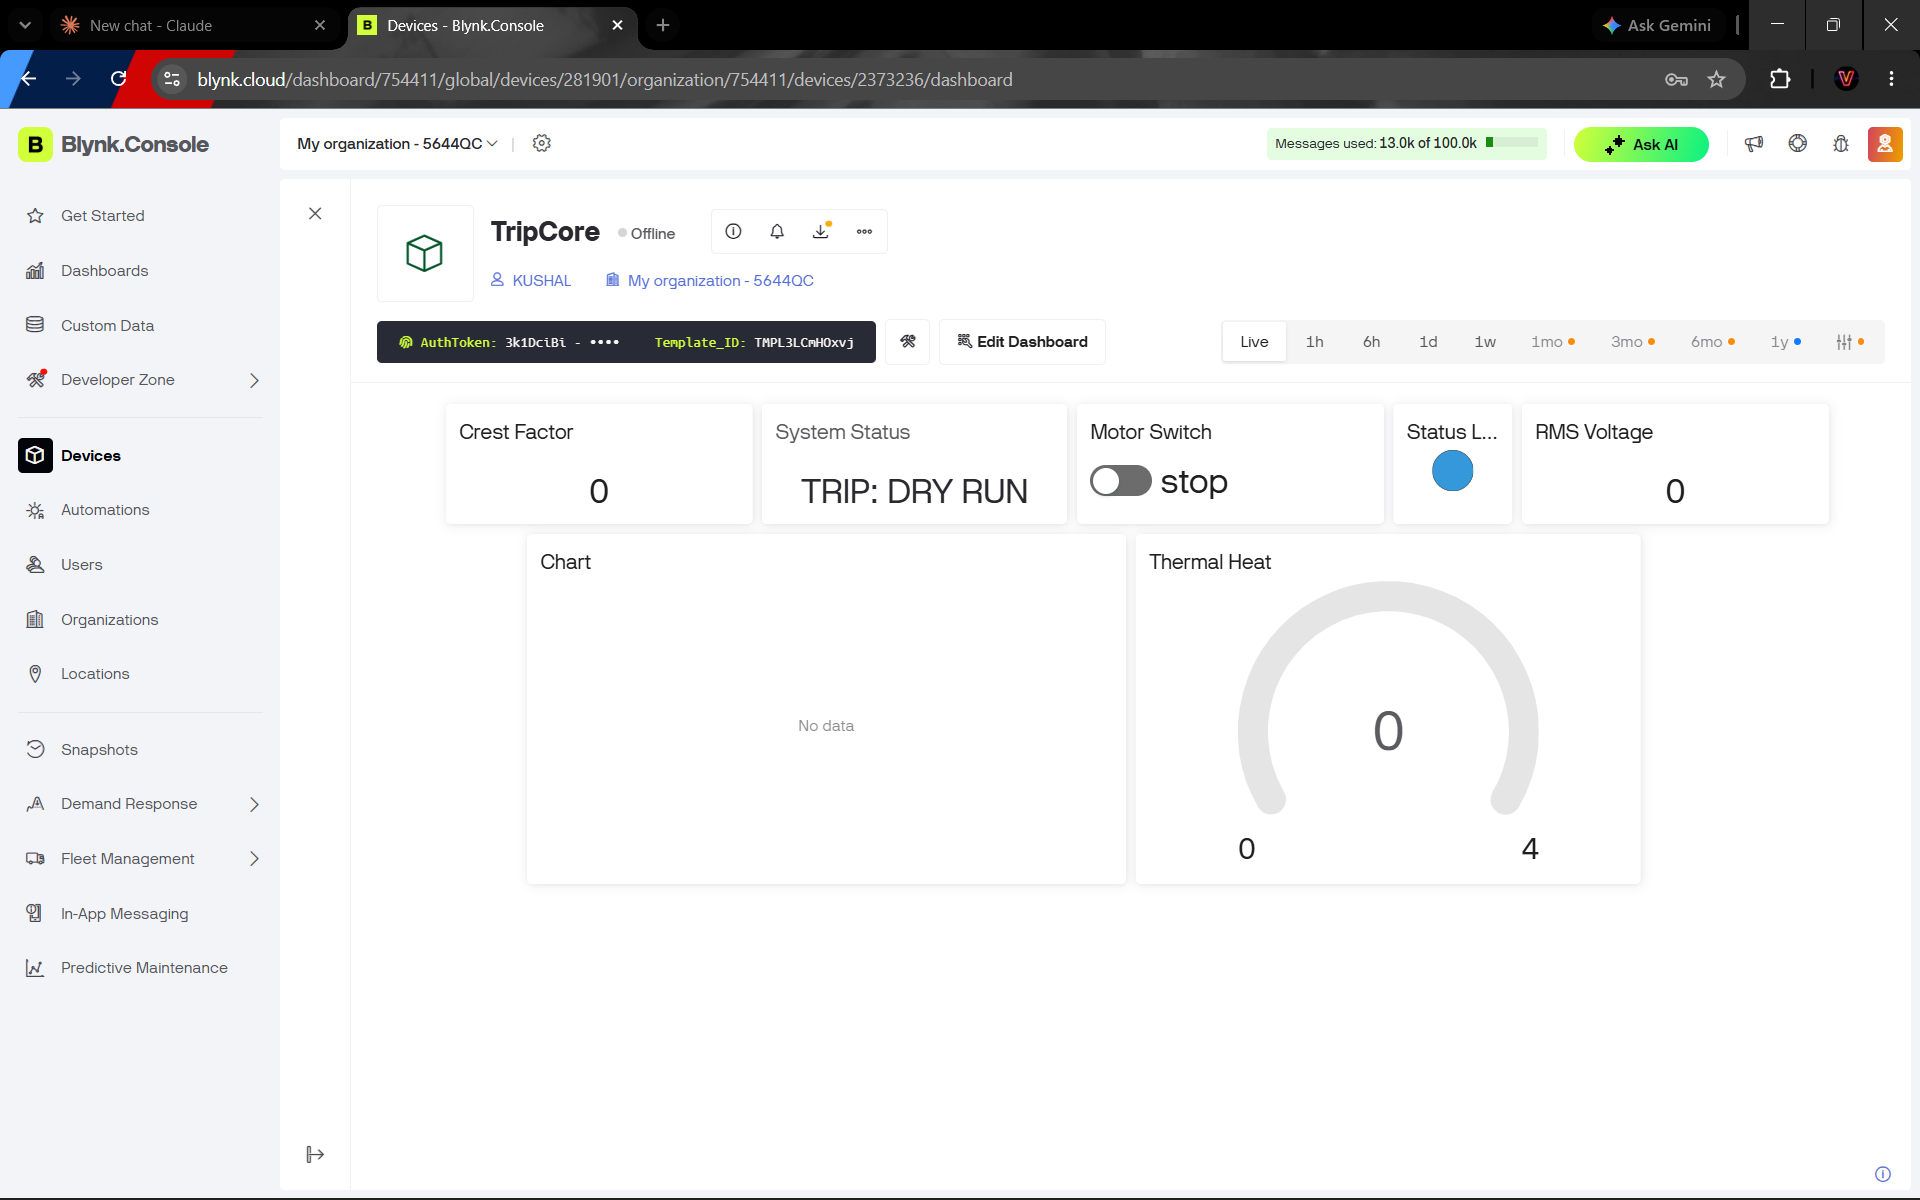 New chat - Claude
B Devices - Blynk.Console
Ask Gemini
blynk.cloud/dashboard/754411/global/devices/281901/organization/754411/devices/2373236/dashboard
V
B Blynk.Console
My organization - 5644QC
Messages used: 13.0k of 100.0k
Ask AI
Get Started
Dashboards
Custom Data
Developer Zone
Devices
Automations
Users
Organizations
Locations
Snapshots
Demand Response
Fleet Management
In-App Messaging
Predictive Maintenance
TripCore
Offline
KUSHAL
My organization - 5644QC
AuthToken: 3k1DciBi - •••• Template_ID: TMPL3LCmHOxvj
Edit Dashboard
Live 1h 6h 1d 1w 1mo 3mo 6mo 1y
Crest Factor
0
System Status
TRIP: DRY RUN
Motor Switch
stop
Status L...
RMS Voltage
0
Chart
No data
Thermal Heat
0
0 4